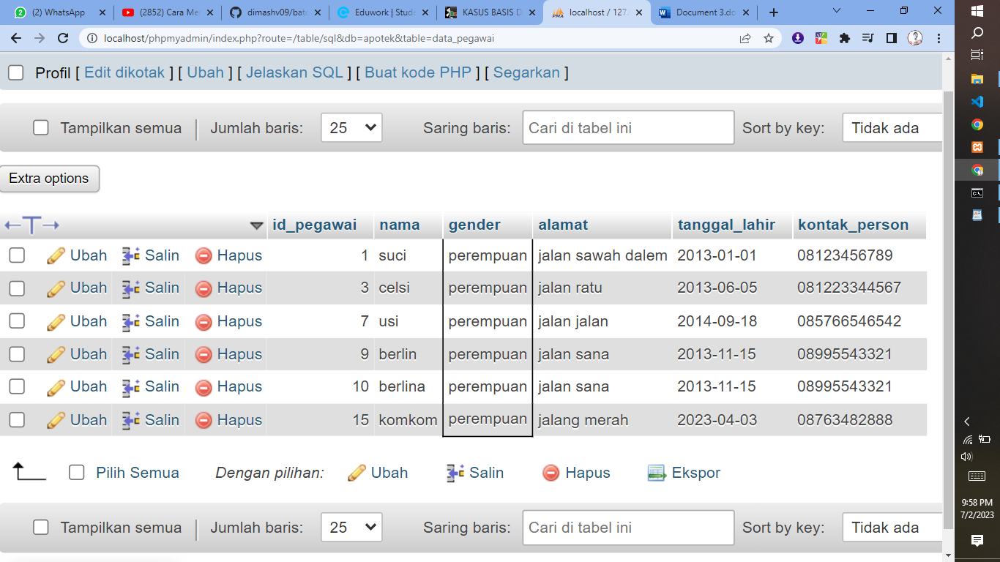 (2) WhatsApp
(2852) Cara Me
dimashv09/bat
Eduwork | Stude
KASUS BASIS D
localhost / 127.
Document 3.do
localhost/phpmyadmin/index.php?route=/table/sql&db=apotek&table=data_pegawai
Profil [ Edit dikotak ] [ Ubah ] [ Jelaskan SQL ] [ Buat kode PHP ] [ Segarkan ]
Tampilkan semua | Jumlah baris: 25 Saring baris: Cari di tabel ini Sort by key: Tidak ada
Extra options
id_pegawai nama gender alamat tanggal_lahir kontak_person
Ubah Salin Hapus 1 suci perempuan jalan sawah dalem 2013-01-01 08123456789
Ubah Salin Hapus 3 celsi perempuan jalan ratu 2013-06-05 081223344567
Ubah Salin Hapus 7 usi perempuan jalan jalan 2014-09-18 085766546542
Ubah Salin Hapus 9 berlin perempuan jalan sana 2013-11-15 08995543321
Ubah Salin Hapus 10 berlina perempuan jalan sana 2013-11-15 08995543321
Ubah Salin Hapus 15 komkom perempuan jalang merah 2023-04-03 08763482888
Pilih Semua Dengan pilihan: Ubah Salin Hapus Ekspor
Tampilkan semua | Jumlah baris: 25 Saring baris: Cari di tabel ini Sort by key: Tidak ada
9:58 PM
7/2/2023